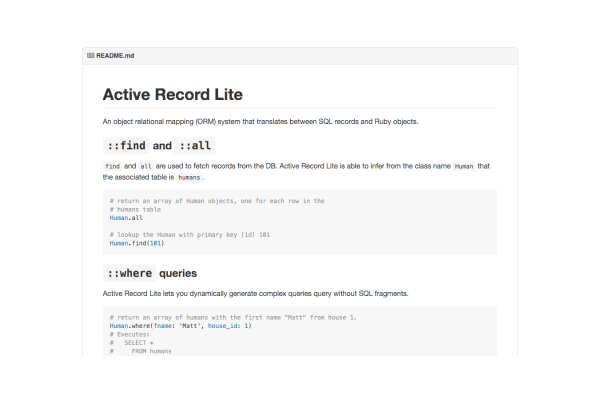 README.md
Active Record Lite
An object relational mapping (ORM) system that translates between SQL records and Ruby objects.
::find and ::all
find and all are used to fetch records from the DB. Active Record Lite is able to infer from the class name Human that
the associated table is humans.
# return an array of Human objects, one for each row in the
# humans table
Human.all
# lookup the Human with primary key (id) 101
Human.find(101)
::where queries
Active Record Lite lets you dynamically generate complex queries query without SQL fragments.
# return an array of humans with the first name "Matt" from house 1.
Human.where(fname: 'Matt', house_id: 1)
# Executes:
#   SELECT *
#     FROM humans